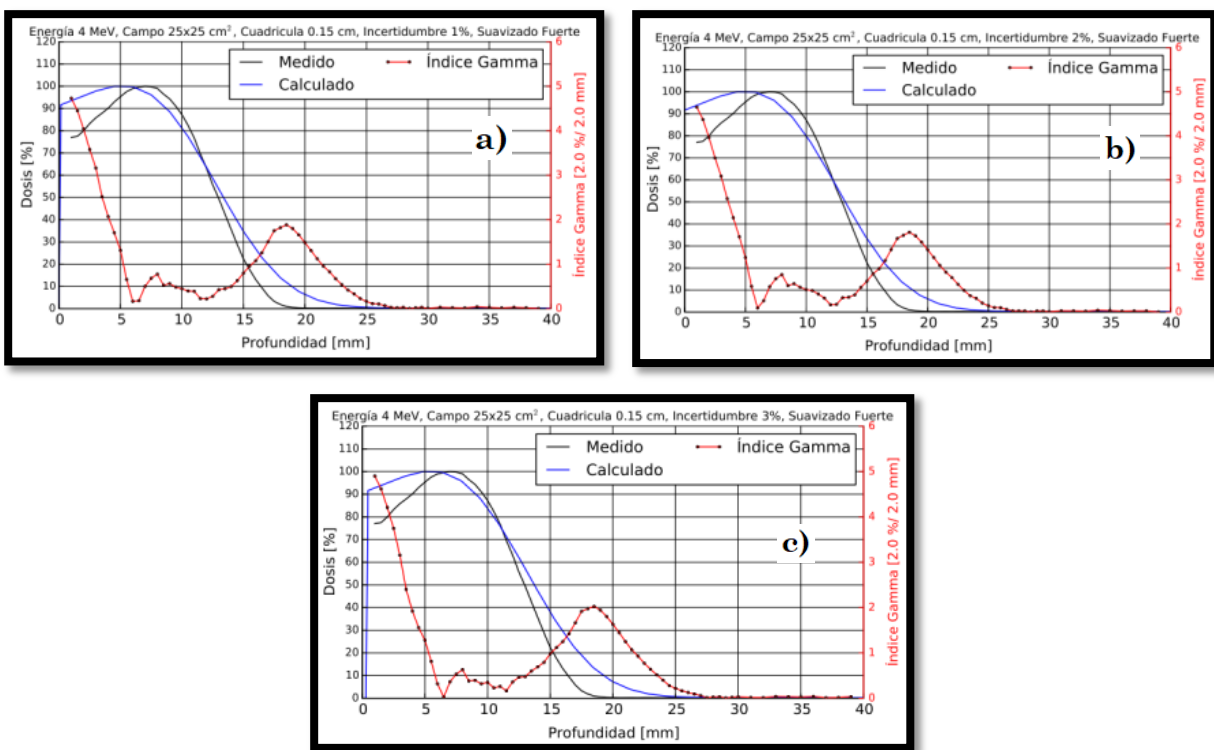 Energía 4 MeV, Campo 25x25 cm², Cuadricula 0.15 cm, Incertidumbre 1%, Suavizado Fuerte
120
110
100
90
80
70
60
50
40
30
20
10
0
Dosis [%]
Medido
Calculado
Índice Gamma
a)
6
5
4
3
2
1
0
Índice Gamma [2.0 %/ 2.0 mm]
0 5 10 15 20 25 30 35 40
Profundidad [mm]
Energía 4 MeV, Campo 25x25 cm², Cuadricula 0.15 cm, Incertidumbre 2%, Suavizado Fuerte
120
110
100
90
80
70
60
50
40
30
20
10
0
Dosis [%]
Medido
Calculado
Índice Gamma
b)
6
5
4
3
2
1
0
Índice Gamma [2.0 %/ 2.0 mm]
0 5 10 15 20 25 30 35 40
Profundidad [mm]
Energía 4 MeV, Campo 25x25 cm², Cuadricula 0.15 cm, Incertidumbre 3%, Suavizado Fuerte
120
110
100
90
80
70
60
50
40
30
20
10
0
Dosis [%]
Medido
Calculado
Índice Gamma
c)
6
5
4
3
2
1
0
Índice Gamma [2.0 %/ 2.0 mm]
0 5 10 15 20 25 30 35 40
Profundidad [mm]